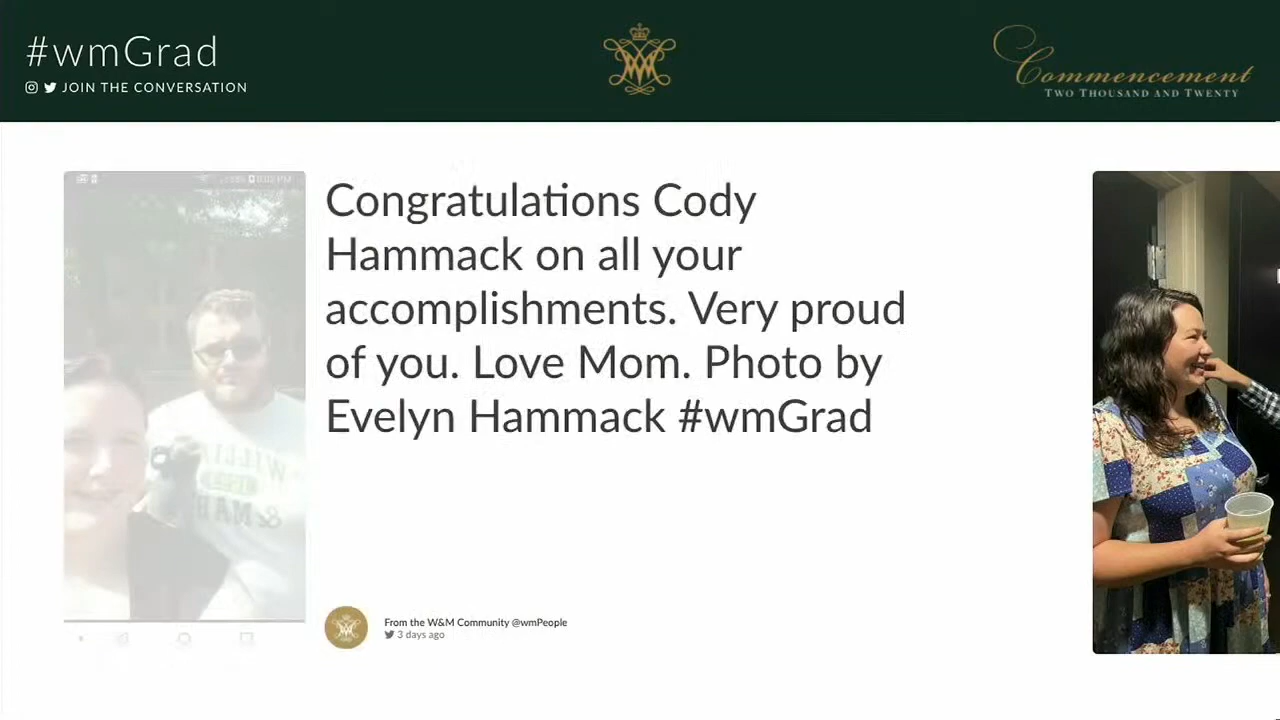 #wmGrad
JOIN THE CONVERSATION
Commencement
TWO THOUSAND AND TWENTY
Congratulations Cody
Hammack on all your
accomplishments. Very proud
of you. Love Mom. Photo by
Evelyn Hammack #wmGrad
From the W&M Community @wmPeople
3 days ago